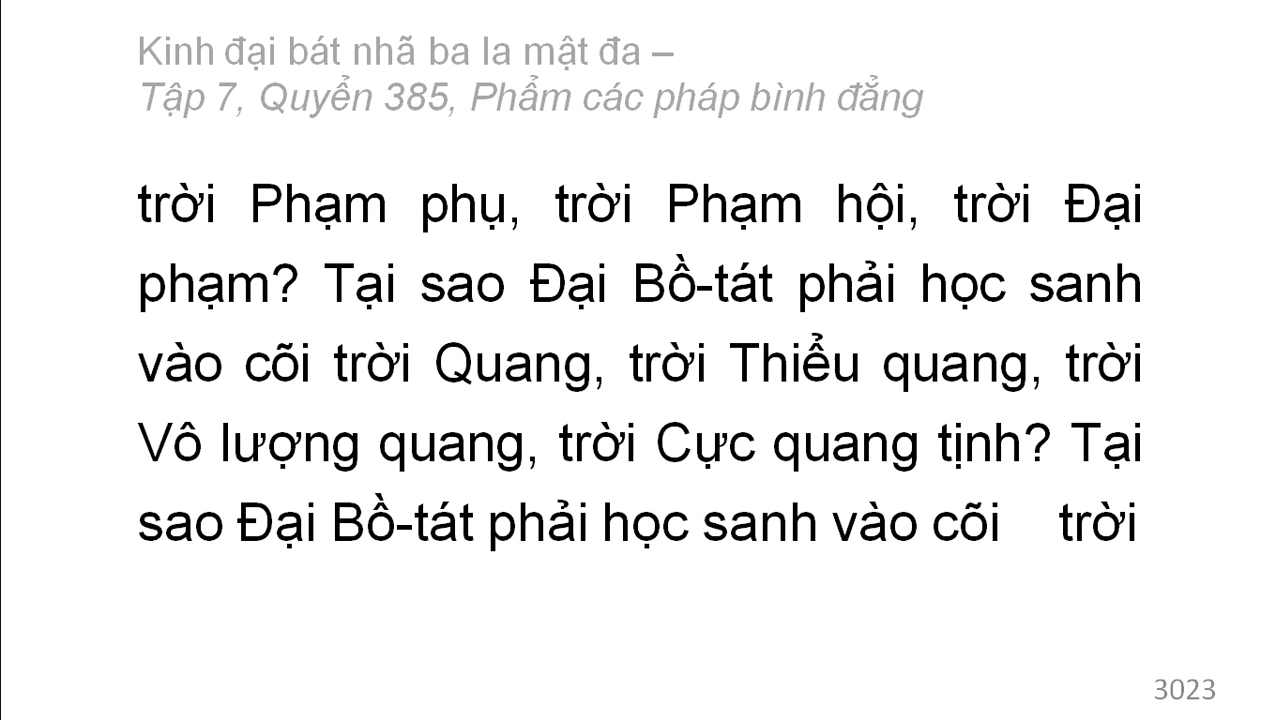 Kinh đại bát nhã ba la mật đa –
Tập 7, Quyển 385, Phẩm các pháp bình đẳng
trời Phạm phụ, trời Phạm hội, trời Đại
phạm? Tại sao Đại Bồ-tát phải học sanh
vào cõi trời Quang, trời Thiểu quang, trời
Vô lượng quang, trời Cực quang tịnh? Tại
sao Đại Bồ-tát phải học sanh vào cõi trời
3023